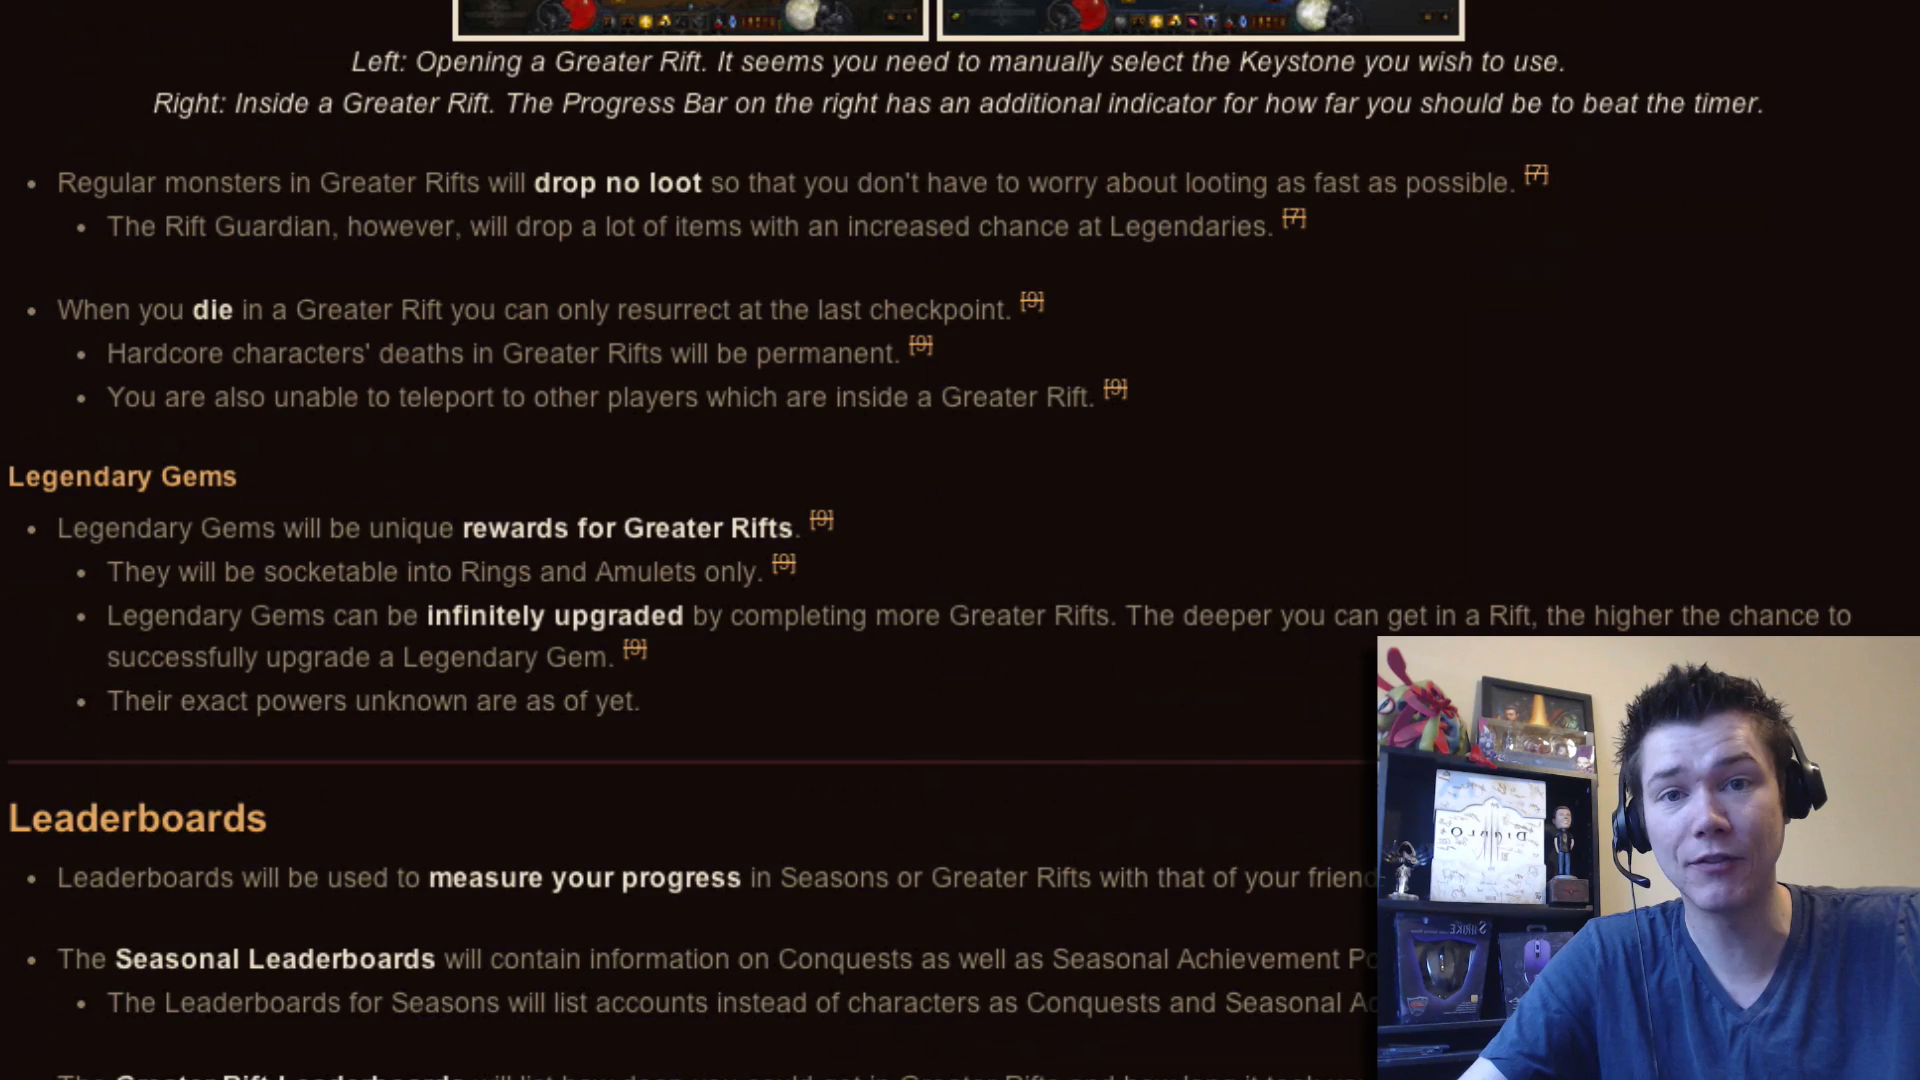 Left: Opening a Greater Rift. It seems you need to manually select the Keystone you wish to use.
Right: Inside a Greater Rift. The Progress Bar on the right has an additional indicator for how far you should be to beat the timer.
• Regular monsters in Greater Rifts will drop no loot so that you don't have to worry about looting as fast as possible. [7]
• The Rift Guardian, however, will drop a lot of items with an increased chance at Legendaries. [7]
• When you die in a Greater Rift you can only resurrect at the last checkpoint. [9]
• Hardcore characters' deaths in Greater Rifts will be permanent. [9]
• You are also unable to teleport to other players which are inside a Greater Rift. [9]
Legendary Gems
• Legendary Gems will be unique rewards for Greater Rifts. [9]
• They will be socketable into Rings and Amulets only. [9]
• Legendary Gems can be infinitely upgraded by completing more Greater Rifts. The deeper you can get in a Rift, the higher the chance to
successfully upgrade a Legendary Gem. [9]
• Their exact powers unknown are as of yet.
Leaderboards
• Leaderboards will be used to measure your progress in Seasons or Greater Rifts with that of your friend
• The Seasonal Leaderboards will contain information on Conquests as well as Seasonal Achievement Po
• The Leaderboards for Seasons will list accounts instead of characters as Conquests and Seasonal Ac
DIABLO